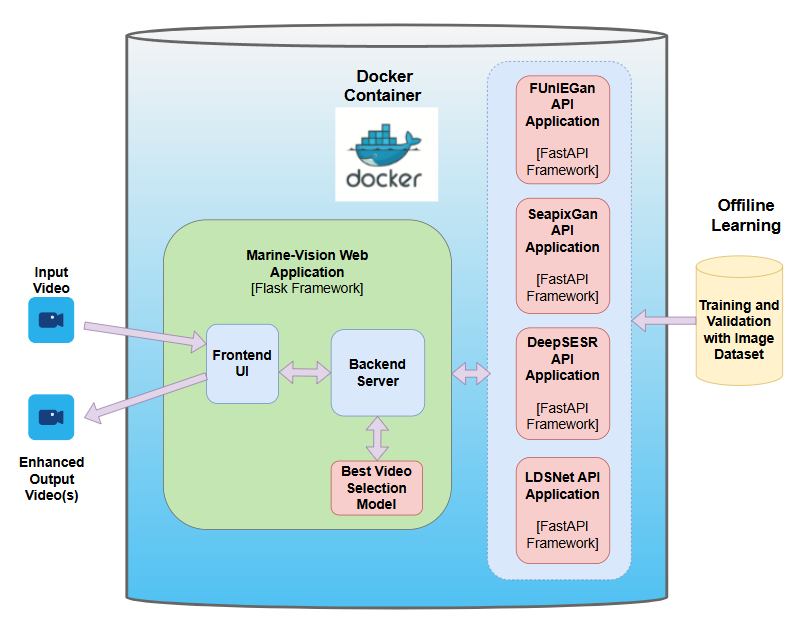 Docker
Container
docker
FUnIEGan
API
Application
[FastAPI
Framework]
SeapixGan
API
Application
[FastAPI
Framework]
DeepSESR
API
Application
[FastAPI
Framework]
LDSNet API
Application
[FastAPI
Framework]
Offiline
Learning
Training and
Validation
with Image
Dataset
Marine-Vision Web
Application
[Flask Framework]
Input
Video
Frontend
UI
Backend
Server
Best Video
Selection
Model
Enhanced
Output
Video(s)